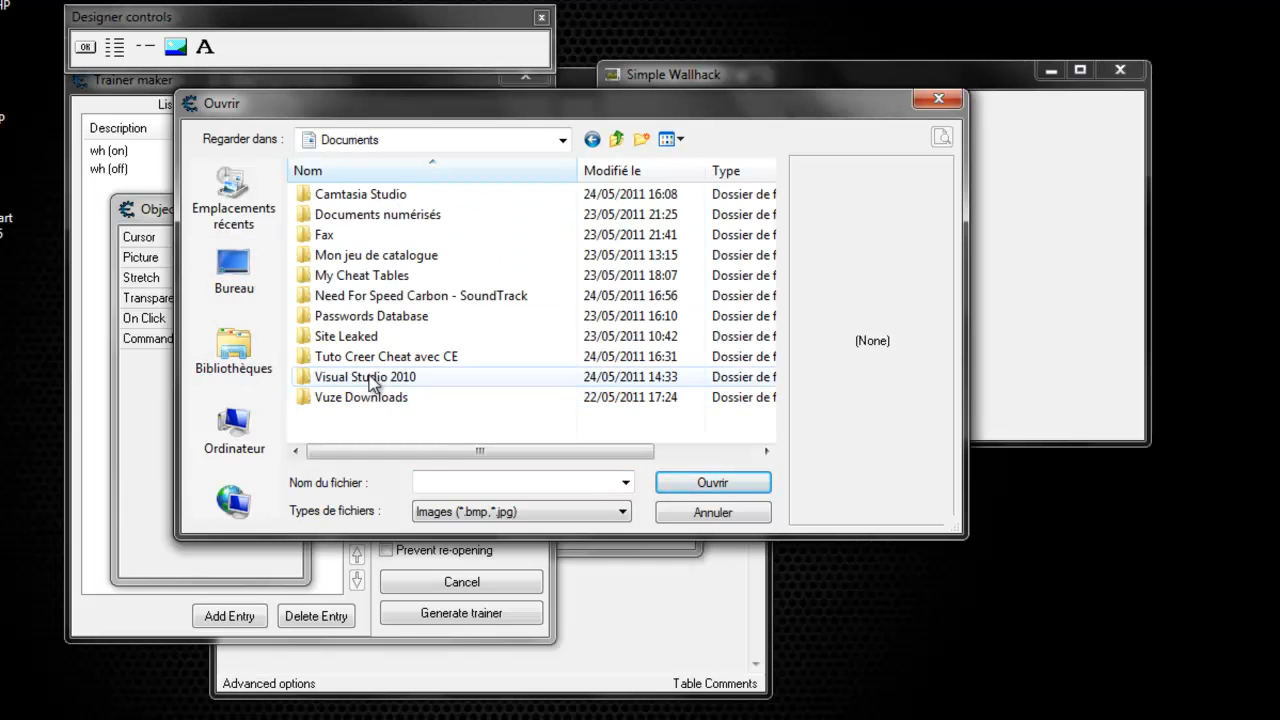 HP
Designer controls
OK
A
Trainer maker
Simple Wallhack
Lis
Description
wh (on)
wh (off)
Objec
Cursor
Picture
Stretch
Transpare
On Click
Command
Ouvrir
Regarder dans :
Documents
Emplacements
récents
Bureau
Bibliothèques
Ordinateur
Nom
Modifié le
Type
Camtasia Studio
24/05/2011 16:08
Dossier de f
Documents numérisés
23/05/2011 21:25
Dossier de f
Fax
23/05/2011 21:41
Dossier de f
Mon jeu de catalogue
23/05/2011 13:15
Dossier de f
My Cheat Tables
23/05/2011 18:07
Dossier de f
Need For Speed Carbon - SoundTrack
24/05/2011 16:56
Dossier de f
Passwords Database
23/05/2011 16:10
Dossier de f
Site Leaked
23/05/2011 10:42
Dossier de f
Tuto Creer Cheat avec CE
24/05/2011 16:31
Dossier de f
Visual Studio 2010
24/05/2011 14:33
Dossier de f
Vuze Downloads
22/05/2011 17:24
Dossier de f
(None)
Nom du fichier :
Ouvrir
Types de fichiers :
Images (*.bmp,*.jpg)
Annuler
Prevent re-opening
Cancel
Add Entry
Delete Entry
Generate trainer
Advanced options
Table Comments